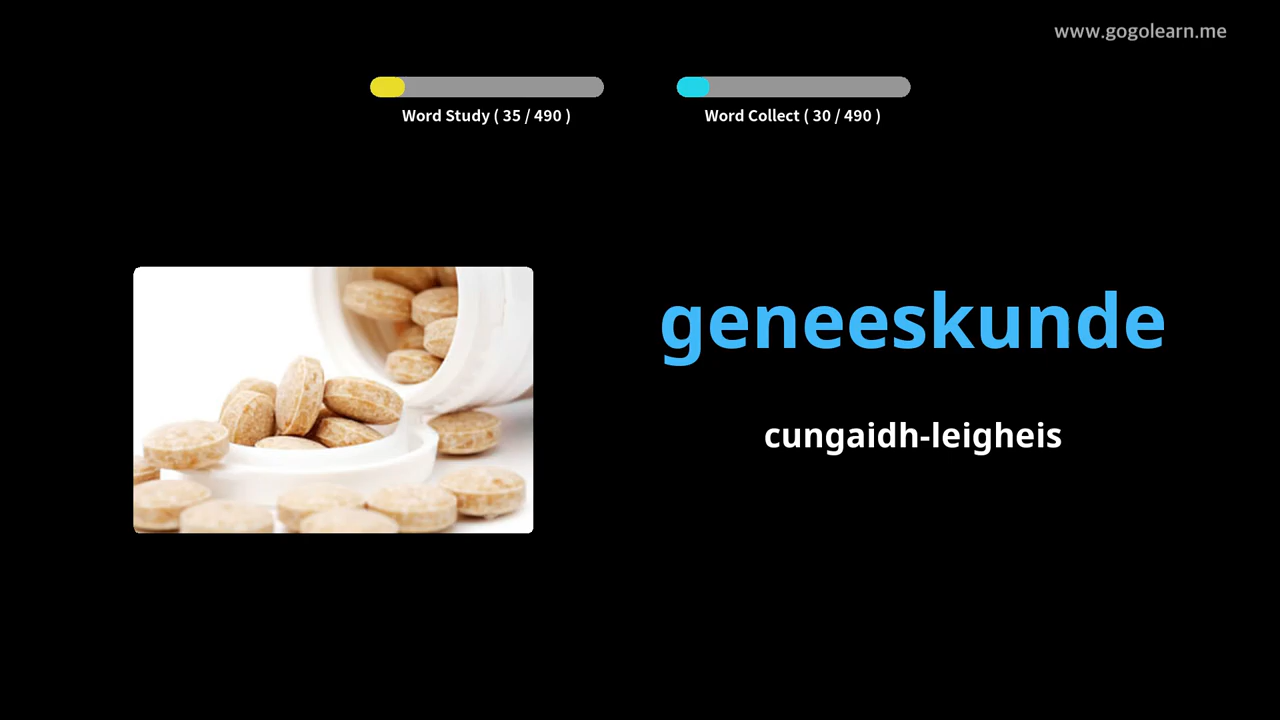 www.gogolearn.me
Word Study ( 35 / 490 )
Word Collect ( 30 / 490 )
geneeskunde
cungaidh-leigheis